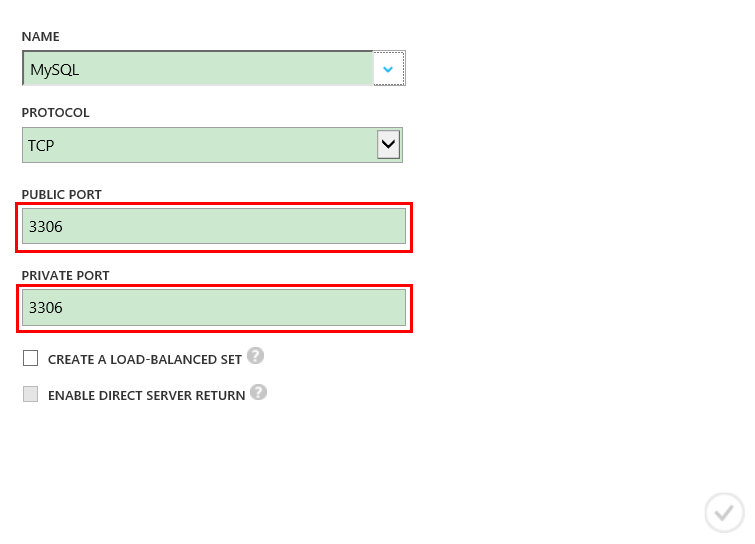 NAME
MySQL
PROTOCOL
TCP
PUBLIC PORT
3306
PRIVATE PORT
3306
CREATE A LOAD-BALANCED SET ?
ENABLE DIRECT SERVER RETURN ?